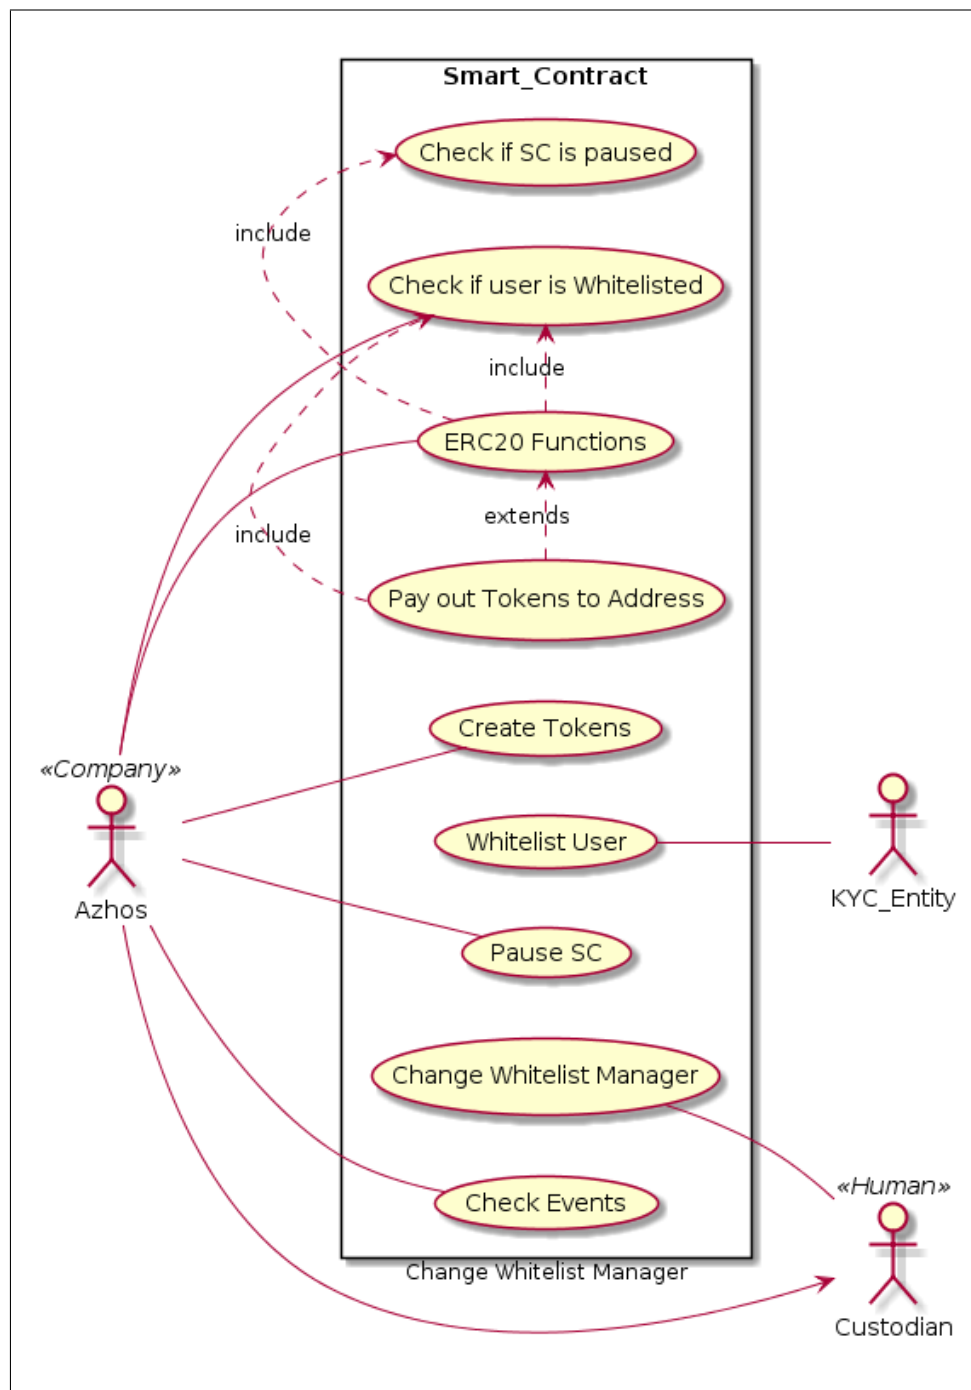 Smart_Contract
Check if SC is paused
include
Check if user is Whitelisted
include
ERC20 Functions
extends
include
Pay out Tokens to Address
Create Tokens
«Company»
Azhos
Whitelist User
KYC_Entity
Pause SC
Change Whitelist Manager
«Human»
Check Events
Change Whitelist Manager
Custodian